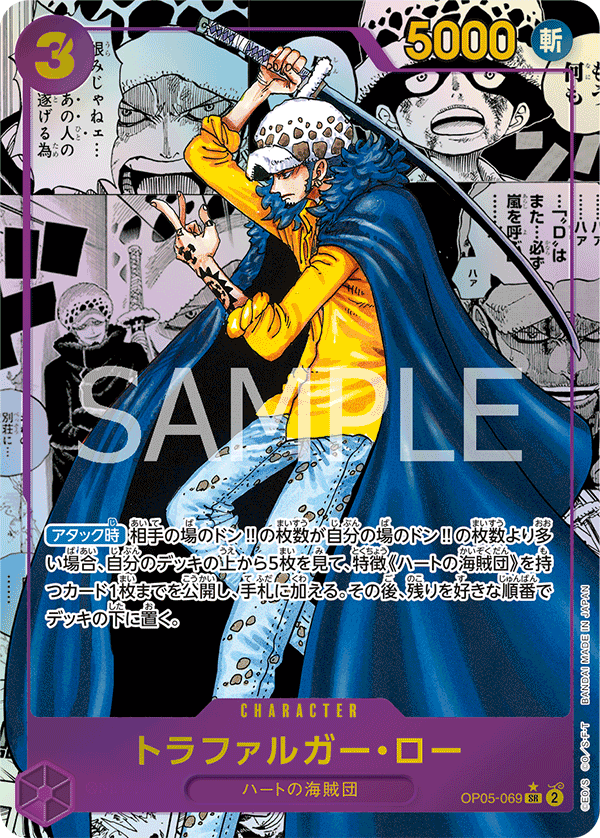 3
5000
斬
恨みじゃねェ…
あの人の
遂げる為
もう
何も
…"D"は
また…必ず
嵐を呼ぶ
……ハァ
ハァ
別荘に…
SAMPLE
アタック時 相手の場のドン!!の枚数が自分の場のドン!!の枚数より多
い場合、自分のデッキの上から5枚を見て、特徴《ハートの海賊団》を持
つカード1枚までを公開し、手札に加える。その後、残りを好きな順番で
デッキの下に置く。
CHARACTER
トラファルガー・ロー
ハートの海賊団
OP05-069 SR 2
©E.O/S. ©O./S.F.T BANDAI MADE IN JAPAN